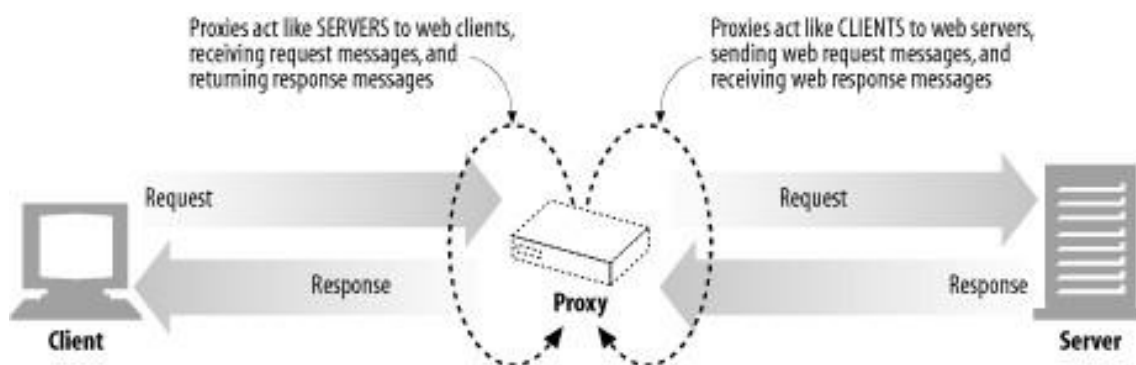 Proxies act like SERVERS to web clients,
receiving request messages, and
returning response messages
Proxies act like CLIENTS to web servers,
sending web request messages, and
receiving web response messages
Request
Request
Response
Response
Proxy
Client
Server